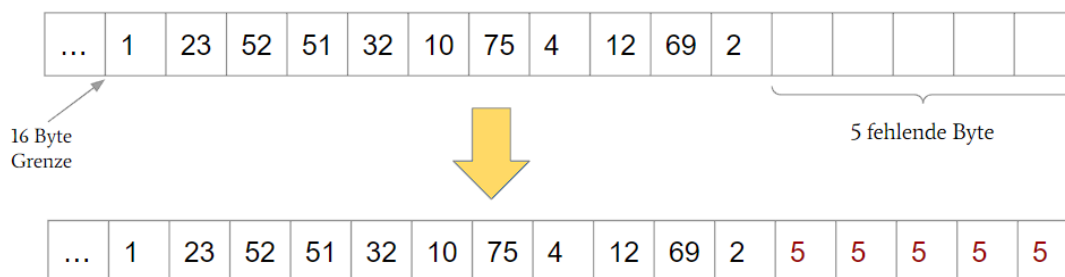 ... 1 23 52 51 32 10 75 4 12 69 2
16 Byte
Grenze
5 fehlende Byte
... 1 23 52 51 32 10 75 4 12 69 2 5 5 5 5 5